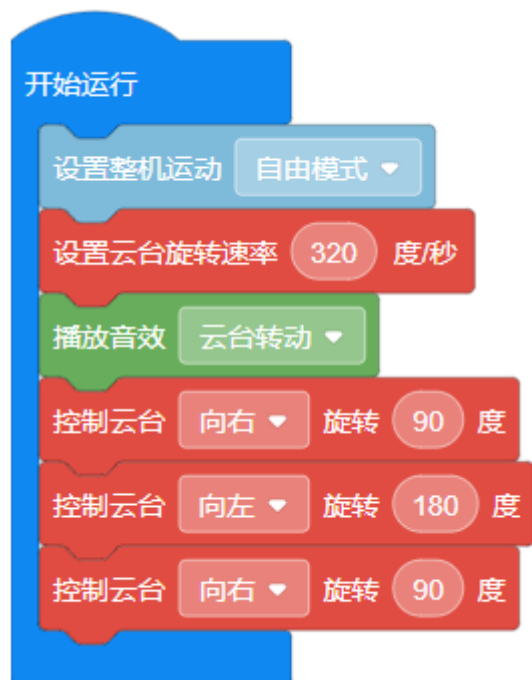 开始运行
设置整机运动 自由模式
设置云台旋转速率 320 度/秒
播放音效 云台转动
控制云台 向右 旋转 90 度
控制云台 向左 旋转 180 度
控制云台 向右 旋转 90 度